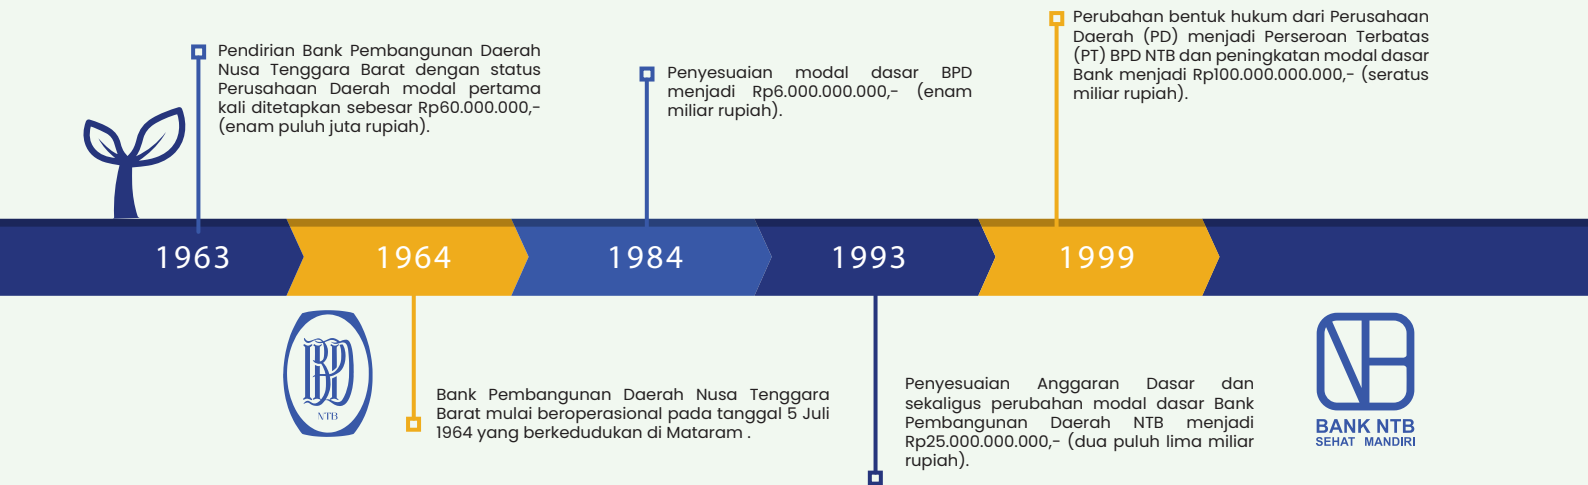 Pendirian Bank Pembangunan Daerah
Nusa Tenggara Barat dengan status
Perusahaan Daerah modal pertama
kali ditetapkan sebesar Rp60.000.000,-
(enam puluh juta rupiah).
Penyesuaian modal dasar BPD
menjadi Rp6.000.000.000,- (enam
miliar rupiah).
Perubahan bentuk hukum dari Perusahaan
Daerah (PD) menjadi Perseroan Terbatas
(PT) BPD NTB dan peningkatan modal dasar
Bank menjadi Rp100.000.000.000,- (seratus
miliar rupiah).
1963
1964
1984
1993
1999
BPD
NTB
Bank Pembangunan Daerah Nusa Tenggara
Barat mulai beroperasional pada tanggal 5 Juli
1964 yang berkedudukan di Mataram .
Penyesuaian Anggaran Dasar dan
sekaligus perubahan modal dasar Bank
Pembangunan Daerah NTB menjadi
Rp25.000.000.000,- (dua puluh lima miliar
rupiah).
BANK NTB
SEHAT MANDIRI